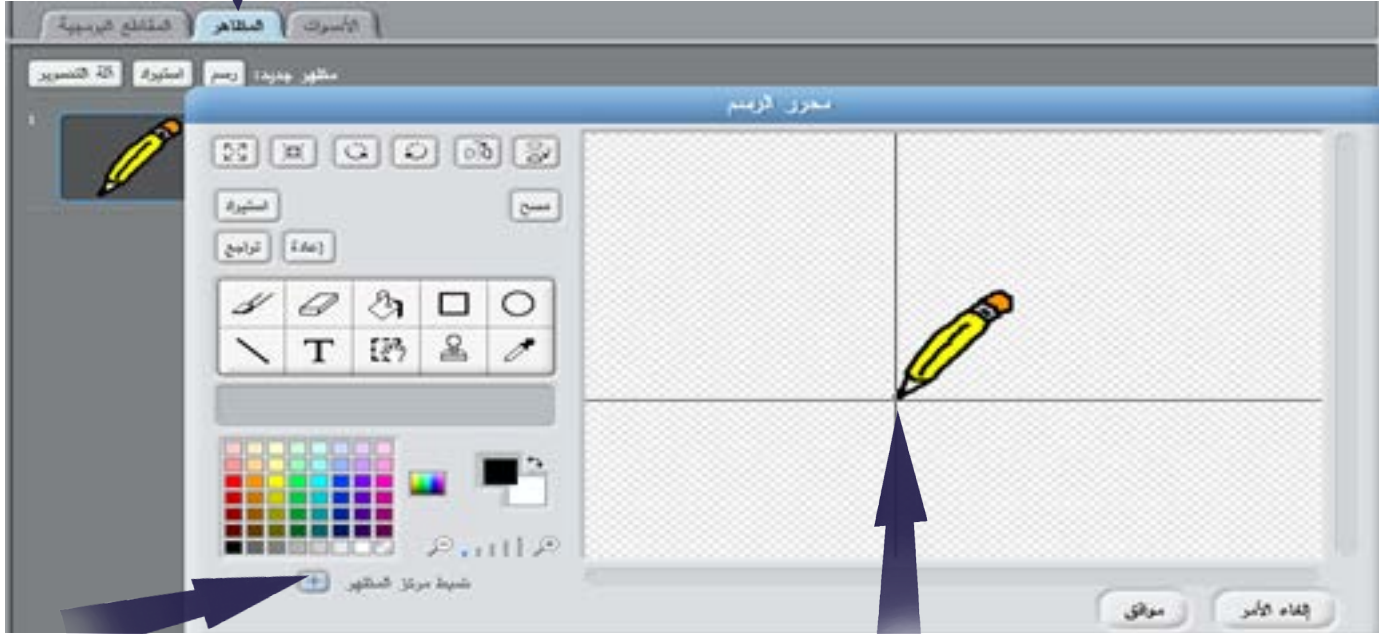 الأصوات المظاهر المقاطع البرمجية
مظهر جديد: رسم استيراد آلة التصوير
1
محرر الرسم
استيراد مسح
تراجع إعادة
T
ضبط مركز المظهر
إلغاء الأمر موافق